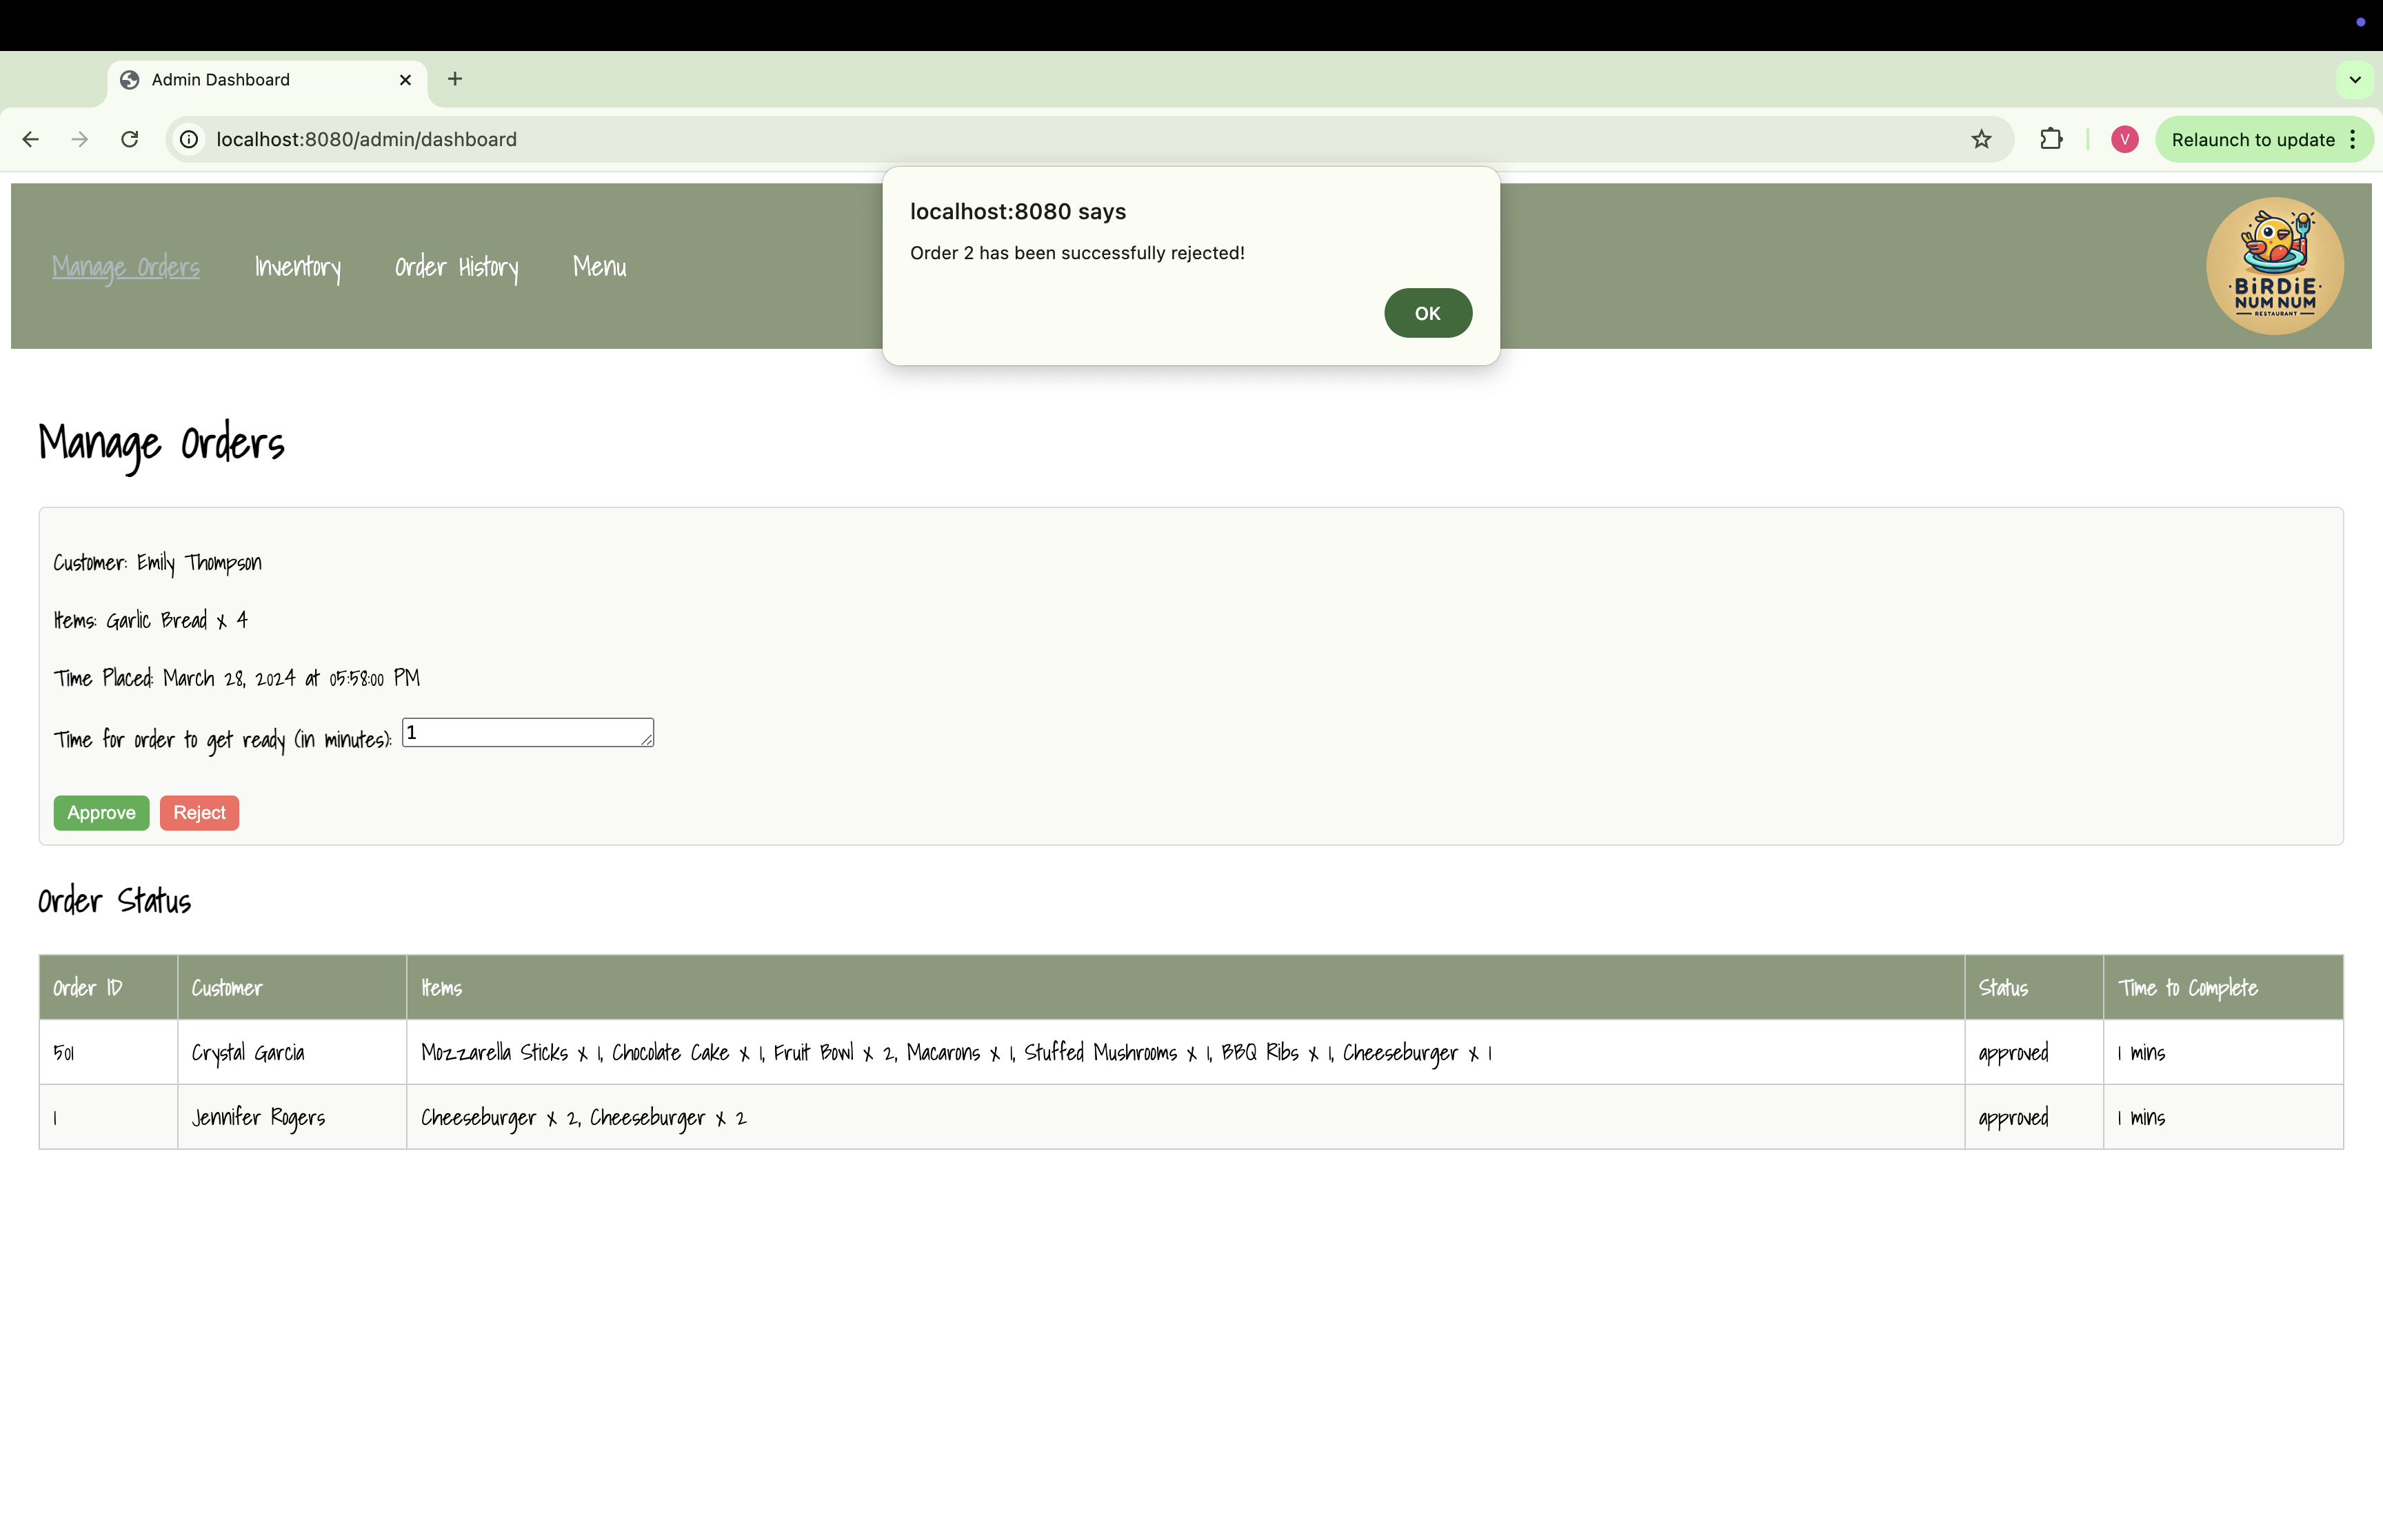 Admin Dashboard
localhost:8080/admin/dashboard
V
Relaunch to update
localhost:8080 says
Order 2 has been successfully rejected!
OK
Manage Orders
Inventory
Order History
Menu
BiRDiE
NUM NUM
RESTAURANT
Manage Orders
Customer: Emily Thompson
Items: Garlic Bread x 4
Time Placed: March 28, 2024 at 05:58:00 PM
Time for order to get ready (in minutes): 1
Approve Reject
Order Status
Order ID Customer Items Status Time to Complete
501 Crystal Garcia Mozzarella Sticks x 1, Chocolate Cake x 1, Fruit Bowl x 2, Macarons x 1, Stuffed Mushrooms x 1, BBQ Ribs x 1, Cheeseburger x 1 approved 1 mins
1 Jennifer Rogers Cheeseburger x 2, Cheeseburger x 2 approved 1 mins